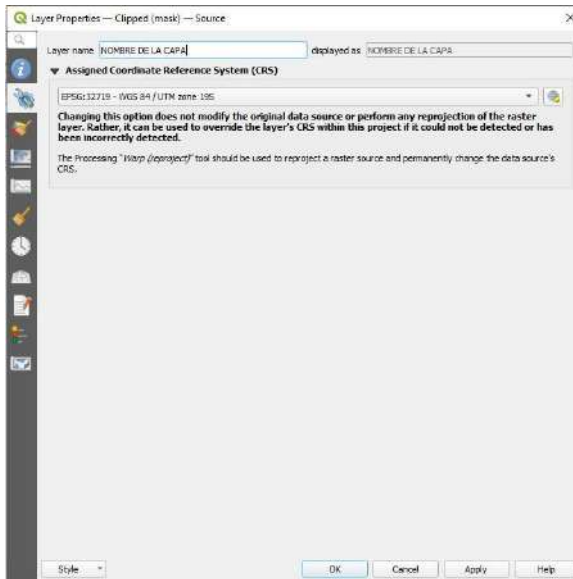 Layer Properties — Clipped (mask) — Source
Layer name NOMBRE DE LA CAPA displayed as NOMBRE DE LA CAPA
Assigned Coordinate Reference System (CRS)
EPSG:32719 - WGS 84 / UTM zone 19S
Changing this option does not modify the original data source or perform any reprojection of the raster
layer. Rather, it can be used to override the layer's CRS within this project if it could not be detected or has
been incorrectly detected.
The Processing "Warp (reproject)" tool should be used to reproject a raster source and permanently change the data source's
CRS.
Style OK Cancel Apply Help